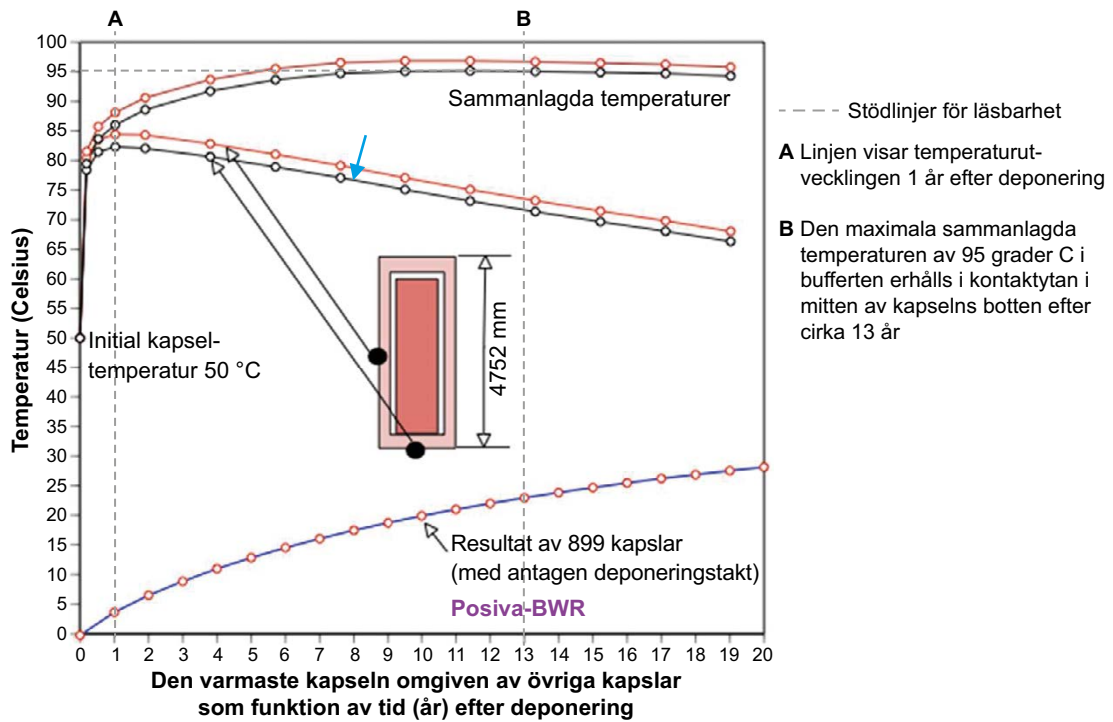 A
B
100
95
90
85
80
75
70
65
60
55
50
45
40
35
30
25
20
15
10
5
0
Temperatur (Celsius)
Sammanlagda temperaturer
Initial kapsel-
temperatur 50 °C
4752 mm
Resultat av 899 kapslar
(med antagen deponeringstakt)
Posiva-BWR
0 1 2 3 4 5 6 7 8 9 10 11 12 13 14 15 16 17 18 19 20
Den varmaste kapseln omgiven av övriga kapslar
som funktion av tid (år) efter deponering
Stödlinjer för läsbarhet
A Linjen visar temperaturut-
vecklingen 1 år efter deponering
B Den maximala sammanlagda
temperaturen av 95 grader C i
bufferten erhålls i kontaktytan i
mitten av kapselns botten efter
cirka 13 år